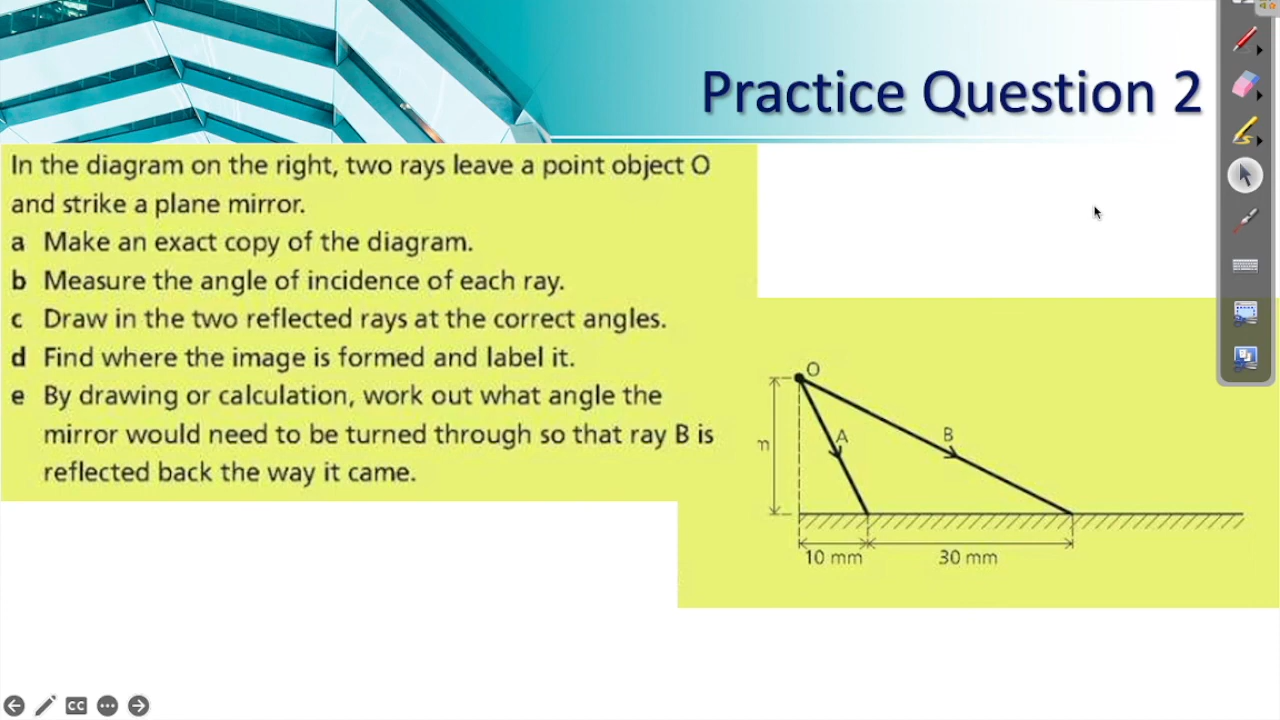 Practice Question 2
In the diagram on the right, two rays leave a point object O
and strike a plane mirror.
a Make an exact copy of the diagram.
b Measure the angle of incidence of each ray.
c Draw in the two reflected rays at the correct angles.
d Find where the image is formed and label it.
e By drawing or calculation, work out what angle the
mirror would need to be turned through so that ray B is
reflected back the way it came.
O
A
B
10 mm
30 mm
CC